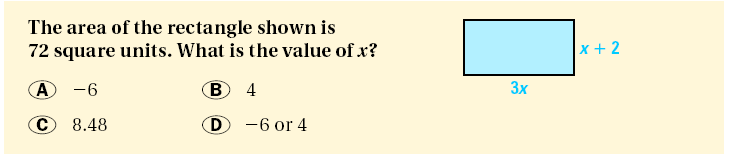 The area of the rectangle shown is
72 square units. What is the value of x?
A −6
B 4
C 8.48
D −6 or 4
x + 2
3x